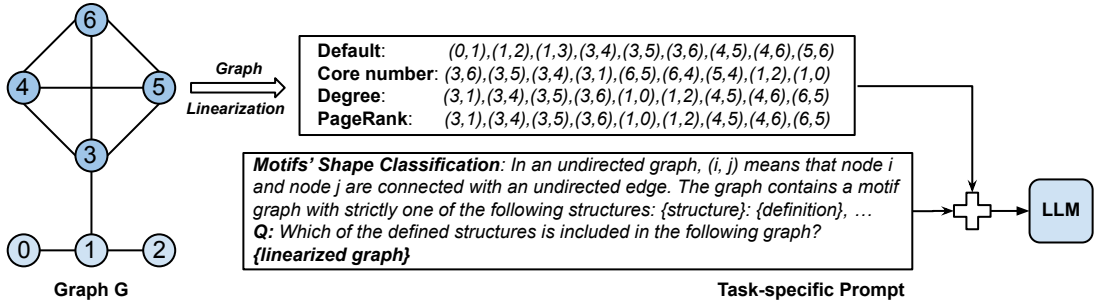 6
4
5
3
0
1
2
Graph G
Graph
Linearization
Default: (0,1),(1,2),(1,3),(3,4),(3,5),(3,6),(4,5),(4,6),(5,6)
Core number: (3,6),(3,5),(3,4),(3,1),(6,5),(6,4),(5,4),(1,2),(1,0)
Degree: (3,1),(3,4),(3,5),(3,6),(1,0),(1,2),(4,5),(4,6),(6,5)
PageRank: (3,1),(3,4),(3,5),(3,6),(1,0),(1,2),(4,5),(4,6),(6,5)
Motifs' Shape Classification: In an undirected graph, (i, j) means that node i
and node j are connected with an undirected edge. The graph contains a motif
graph with strictly one of the following structures: {structure}: {definition}, …
Q: Which of the defined structures is included in the following graph?
{linearized graph}
Task-specific Prompt
LLM